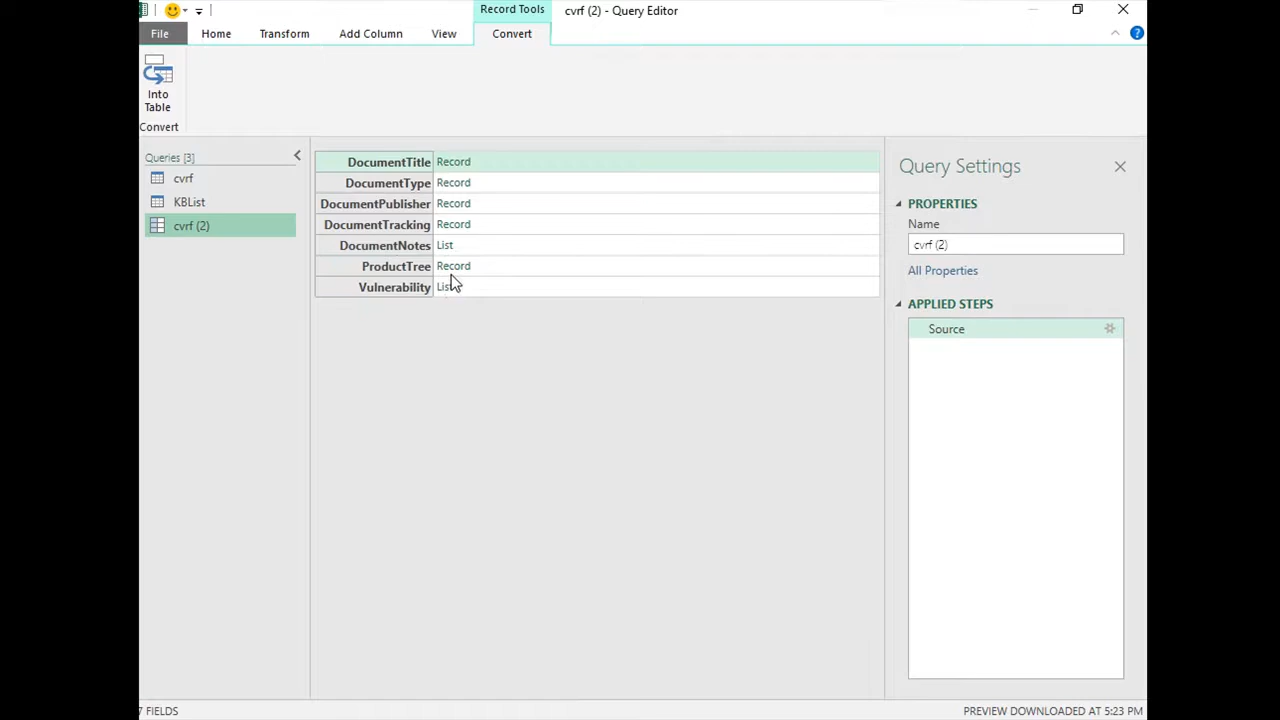 Record Tools
cvrf (2) - Query Editor
File
Home
Transform
Add Column
View
Convert
Into
Table
Convert
Queries [3]
cvrf
KBList
cvrf (2)
DocumentTitle Record
DocumentType Record
DocumentPublisher Record
DocumentTracking Record
DocumentNotes List
ProductTree Record
Vulnerability List
Query Settings
PROPERTIES
Name
cvrf (2)
All Properties
APPLIED STEPS
Source
7 FIELDS
PREVIEW DOWNLOADED AT 5:23 PM